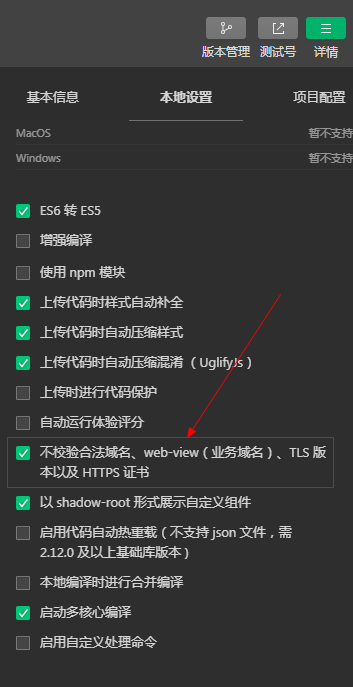 版本管理 测试号 详情
基本信息 本地设置 项目配置
MacOS 暂不支持
Windows 暂不支持
ES6 转 ES5
增强编译
使用 npm 模块
上传代码时样式自动补全
上传代码时自动压缩样式
上传代码时自动压缩混淆（UglifyJs）
上传时进行代码保护
自动运行体验评分
不校验合法域名、web-view（业务域名）、TLS 版
本以及 HTTPS 证书
以 shadow-root 形式展示自定义组件
启用代码自动热重载（不支持 json 文件，需
2.12.0 及以上基础库版本）
本地编译时进行合并编译
启动多核心编译
启用自定义处理命令